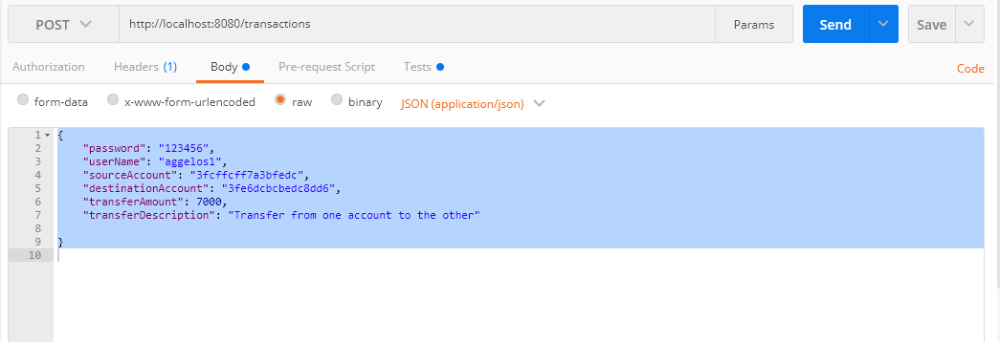 POST http://localhost:8080/transactions Params Send Save
Authorization Headers (1) Body Pre-request Script Tests Code
form-data x-www-form-urlencoded raw binary JSON (application/json)
1 {
2 "password": "123456",
3 "userName": "aggelos1",
4 "sourceAccount": "3fcffcff7a3bfedc",
5 "destinationAccount": "3fe6dcbcbedc8dd6",
6 "transferAmount": 7000,
7 "transferDescription": "Transfer from one account to the other"
8
9 }
10